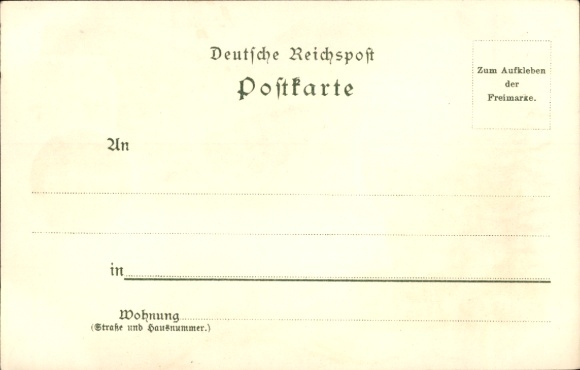 Deutſche Reichspoſt
Poſtkarte
Zum Aufkleben
der
Freimarke.
An
in
Wohnung
(Straße und Hausnummer.)